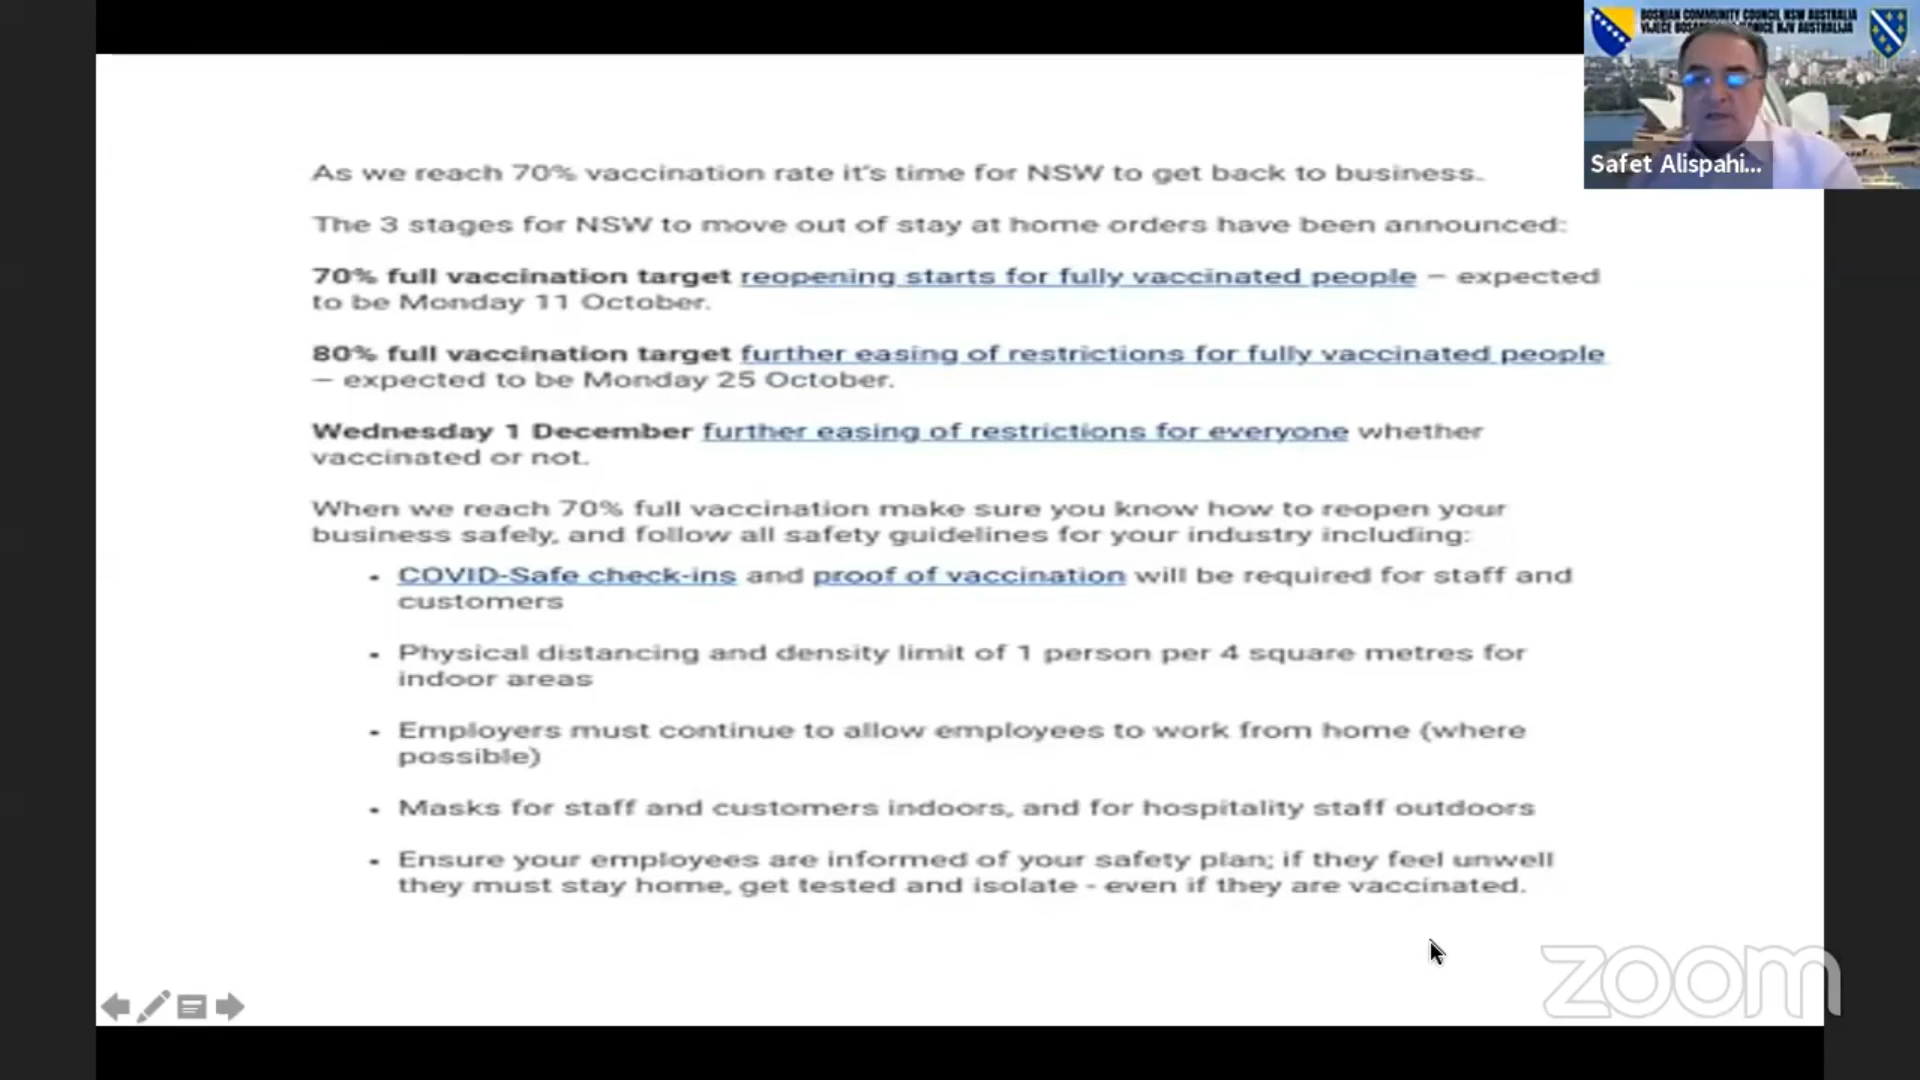 BOSNIAN COMMUNITY COUNCIL NSW AUSTRALIA
VIJEĆE BOSANSKE NJV AUSTRALIJA
Safet Alispahi...
As we reach 70% vaccination rate it's time for NSW to get back to business.
The 3 stages for NSW to move out of stay at home orders have been announced:
70% full vaccination target reopening starts for fully vaccinated people – expected
to be Monday 11 October.
80% full vaccination target further easing of restrictions for fully vaccinated people
– expected to be Monday 25 October.
Wednesday 1 December further easing of restrictions for everyone whether
vaccinated or not.
When we reach 70% full vaccination make sure you know how to reopen your
business safely, and follow all safety guidelines for your industry including:
• COVID-Safe check-ins and proof of vaccination will be required for staff and
customers
• Physical distancing and density limit of 1 person per 4 square metres for
indoor areas
• Employers must continue to allow employees to work from home (where
possible)
• Masks for staff and customers indoors, and for hospitality staff outdoors
• Ensure your employees are informed of your safety plan; if they feel unwell
they must stay home, get tested and isolate - even if they are vaccinated.
zoom